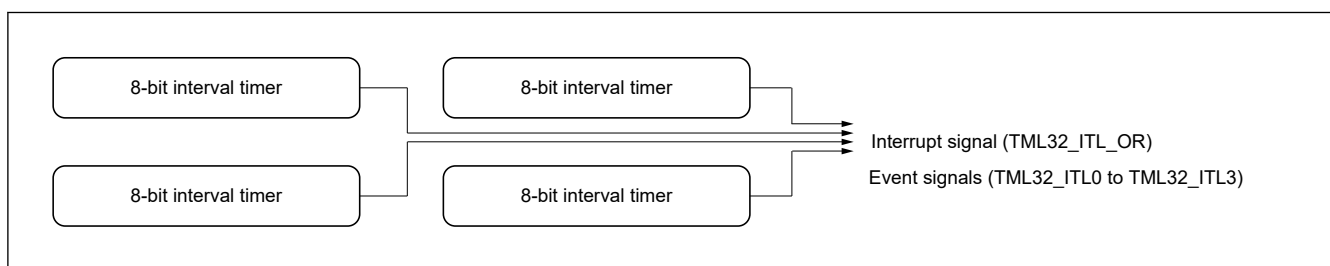 8-bit interval timer
8-bit interval timer
Interrupt signal (TML32_ITL_OR)
8-bit interval timer
8-bit interval timer
Event signals (TML32_ITL0 to TML32_ITL3)